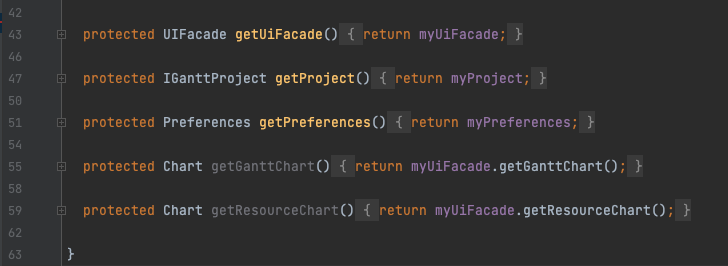 42
43 protected UIFacade getUiFacade() { return myUiFacade; }
46
47 protected IGanttProject getProject() { return myProject; }
50
51 protected Preferences getPreferences() { return myPreferences; }
54
55 protected Chart getGanttChart() { return myUiFacade.getGanttChart(); }
58
59 protected Chart getResourceChart() { return myUiFacade.getResourceChart(); }
62
63 }